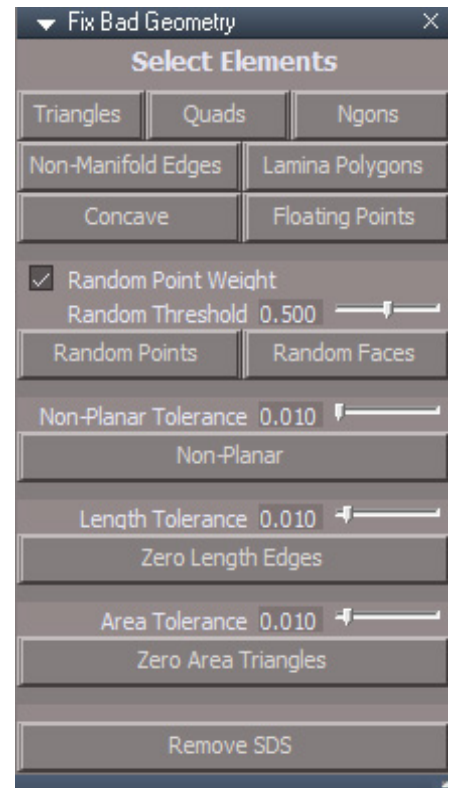 Fix Bad Geometry
Select Elements
Triangles Quads Ngons
Non-Manifold Edges Lamina Polygons
Concave Floating Points
Random Point Weight
Random Threshold 0.500
Random Points Random Faces
Non-Planar Tolerance 0.010
Non-Planar
Length Tolerance 0.010
Zero Length Edges
Area Tolerance 0.010
Zero Area Triangles
Remove SDS